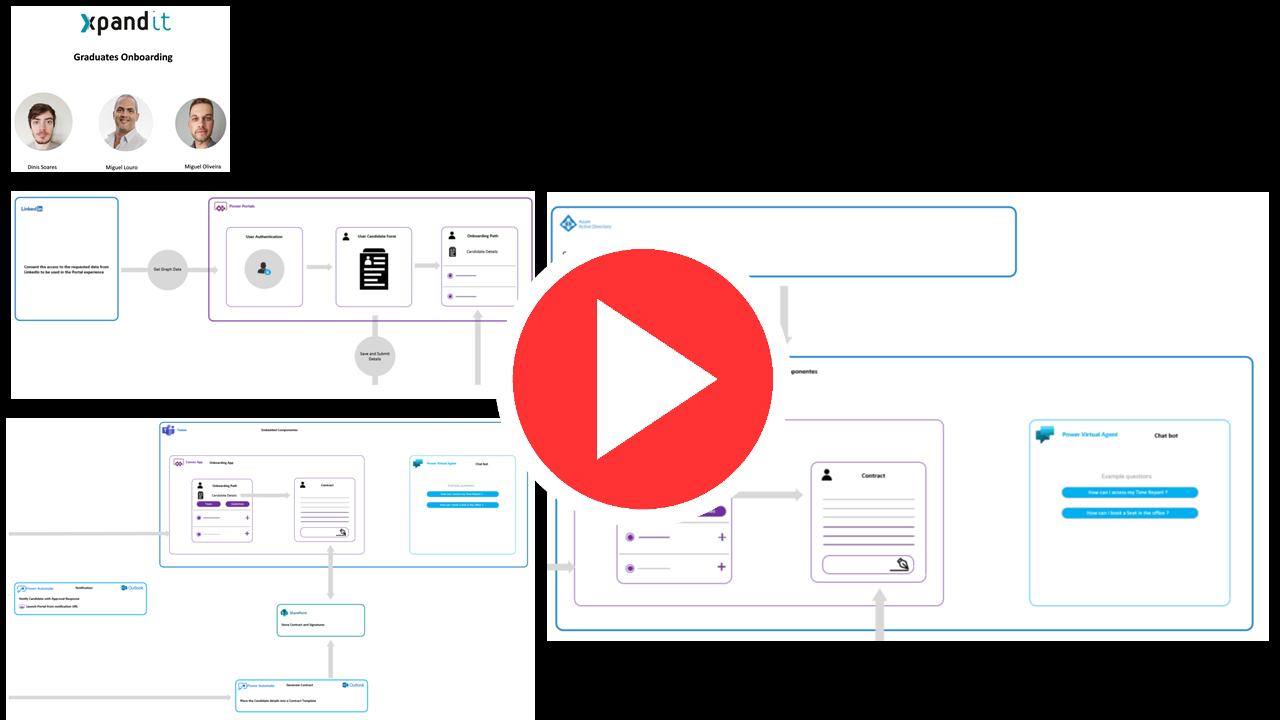 xpandit
Graduates Onboarding
Dinis Soares
Miguel Louro
Miguel Oliveira
Linkedin
Consent the access to the requested data from
LinkedIn to be used in the Portal experience
Get Graph Data
Power Portals
User Authentication
User Candidate Form
Onboarding Path
Candidate Details
Save and Submit
Details
Teams
Embedded Componentes
Canvas App
Onboarding App
Onboarding Path
Candidate Details
Contract
Power Virtual Agent
Chat bot
Example questions:
How can I access my Time Report ?
How can I book a Seat in the office ?
Power Automate
Notification
Outlook
Notify Candidate with Approval Response
Launch Portal from notification URL
SharePoint
Store Contract and Signatures
Power Automate
Generate Contract
Outlook
Place the Candidate details into a Contract Template
Azure
Active Directory
ponentes
Contract
Power Virtual Agent
Chat bot
Example questions:
How can I access my Time Report ?
How can I book a Seat in the office ?